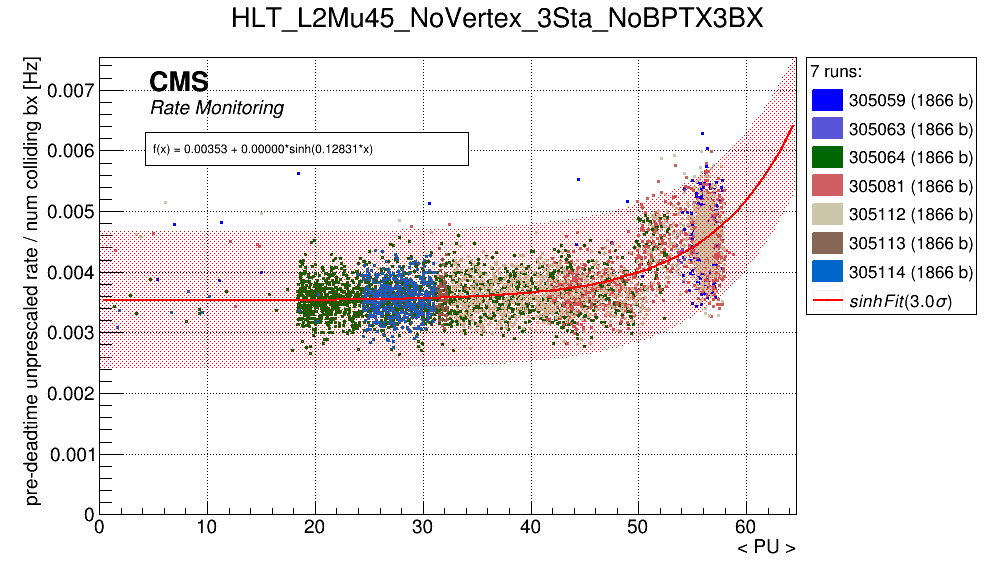 HLT_L2Mu45_NoVertex_3Sta_NoBPTX3BX
pre-deadtime unprescaled rate / num colliding bx [Hz]
CMS
Rate Monitoring
f(x) = 0.00353 + 0.00000*sinh(0.12831*x)
0.007
0.006
0.005
0.004
0.003
0.002
0.001
0
0 10 20 30 40 50 60
< PU >
7 runs:
305059 (1866 b)
305063 (1866 b)
305064 (1866 b)
305081 (1866 b)
305112 (1866 b)
305113 (1866 b)
305114 (1866 b)
sinhFit(3.0σ)